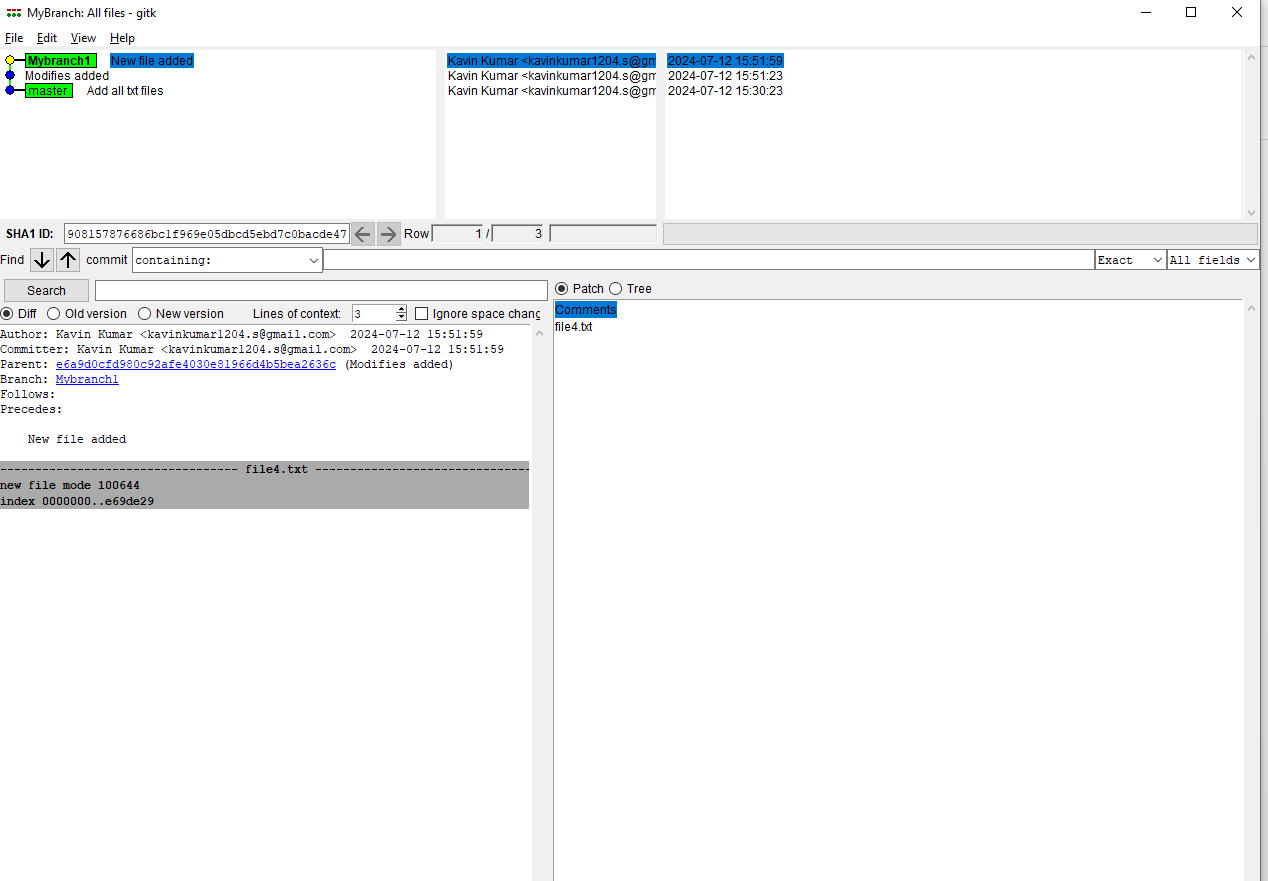 MyBranch: All files - gitk
File Edit View Help
Mybranch1 New file added Kavin Kumar <kavinkumar1204.s@gm 2024-07-12 15:51:59
Modifies added Kavin Kumar <kavinkumar1204.s@gm 2024-07-12 15:51:23
master Add all txt files Kavin Kumar <kavinkumar1204.s@gm 2024-07-12 15:30:23
SHA1 ID: 908157876686bc1f969e05dbcd5ebd7c0bacde47 Row 1 / 3
Find commit containing: Exact All fields
Search
Patch Tree
Diff Old version New version Lines of context: 3 Ignore space chang
Comments
file4.txt
Author: Kavin Kumar <kavinkumar1204.s@gmail.com> 2024-07-12 15:51:59
Committer: Kavin Kumar <kavinkumar1204.s@gmail.com> 2024-07-12 15:51:59
Parent: e6a9d0cfd980c92afe4030e81966d4b5bea2636c (Modifies added)
Branch: Mybranch1
Follows:
Precedes:
New file added
---------------------------------- file4.txt ----------------------------------
new file mode 100644
index 0000000..e69de29